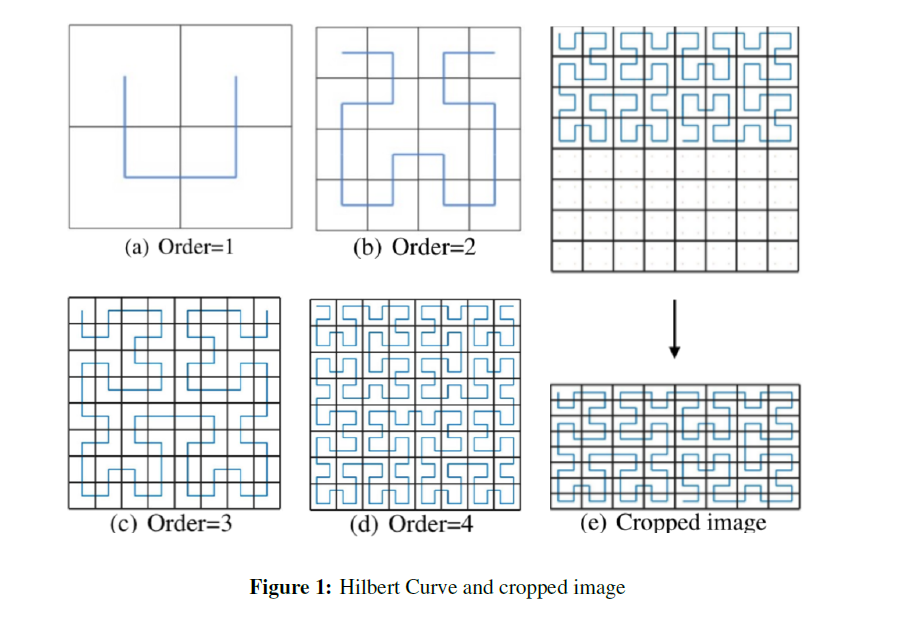 (a) Order=1
(b) Order=2
(c) Order=3
(d) Order=4
(e) Cropped image
Figure 1: Hilbert Curve and cropped image